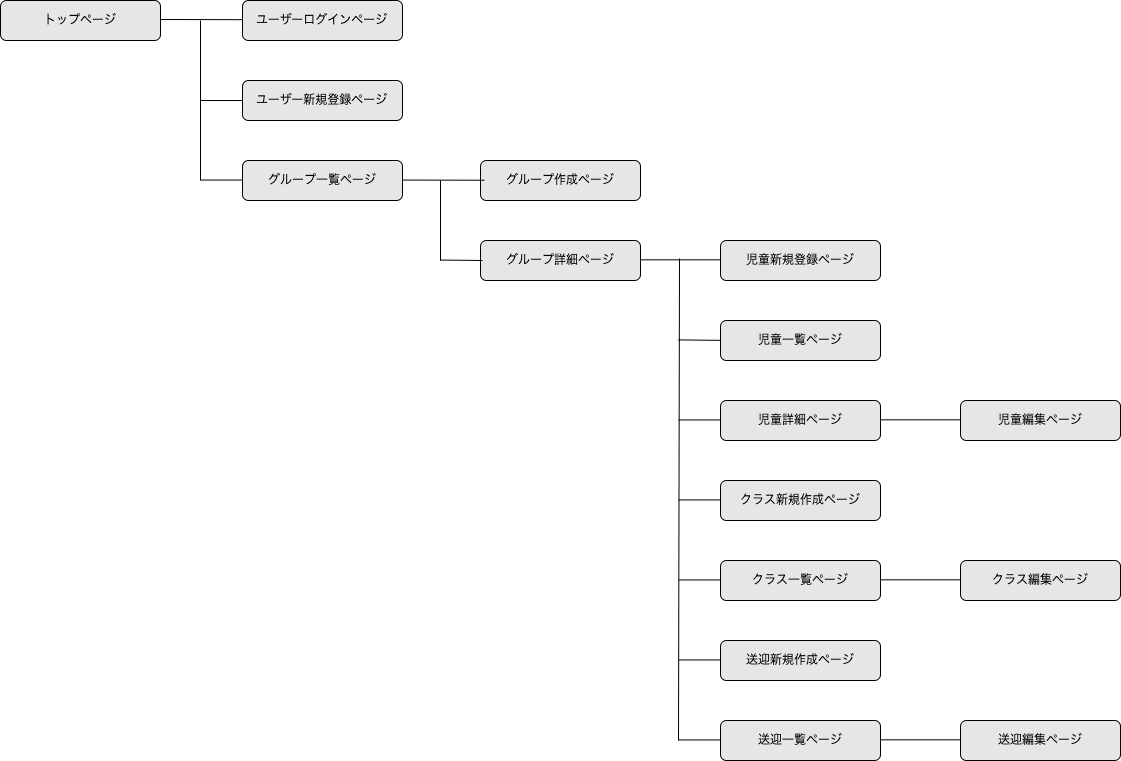 トップページ
ユーザーログインページ
ユーザー新規登録ページ
グループ一覧ページ
グループ作成ページ
グループ詳細ページ
児童新規登録ページ
児童一覧ページ
児童詳細ページ
児童編集ページ
クラス新規作成ページ
クラス一覧ページ
クラス編集ページ
送迎新規作成ページ
送迎一覧ページ
送迎編集ページ